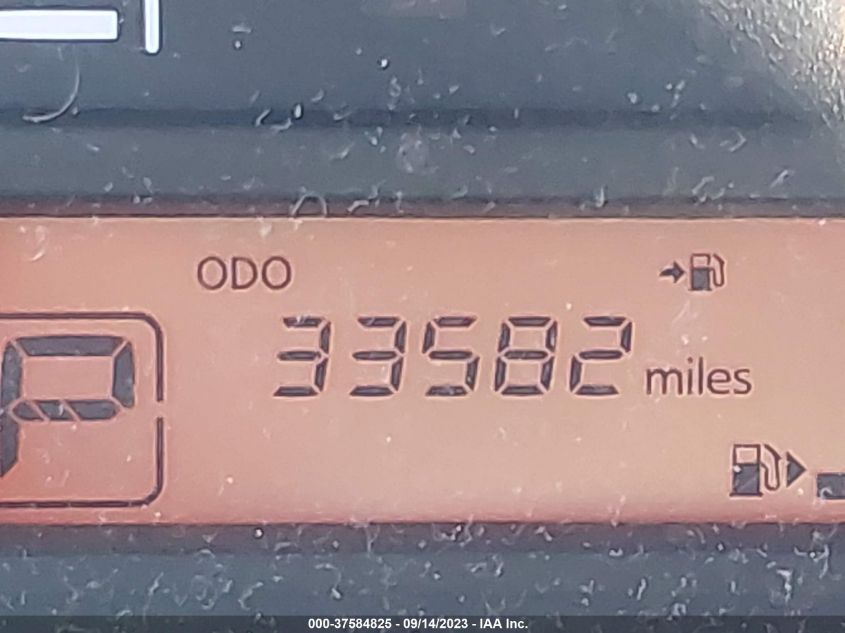 ODO
33582 miles
P
000-37584825 - 09/14/2023 - IAA Inc.